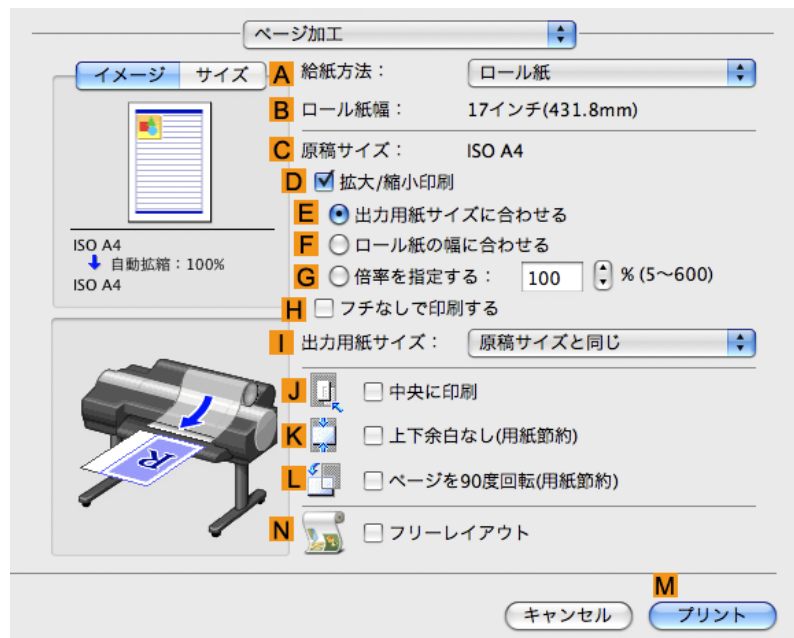 ページ加工
イメージ サイズ
A 給紙方法： ロール紙
B ロール紙幅： 17インチ(431.8mm)
C 原稿サイズ： ISO A4
D 拡大/縮小印刷
E 出力用紙サイズに合わせる
F ロール紙の幅に合わせる
ISO A4
自動拡縮：100%
ISO A4
G 倍率を指定する： 100 % (5～600)
H フチなしで印刷する
I 出力用紙サイズ： 原稿サイズと同じ
J 中央に印刷
K 上下余白なし(用紙節約)
R
L ページを90度回転(用紙節約)
N フリーレイアウト
M
キャンセル プリント